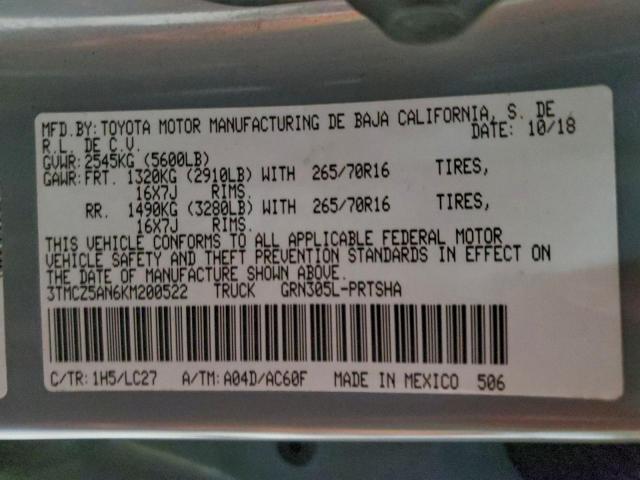 MFD.BY:TOYOTA MOTOR MANUFACTURING DE BAJA CALIFORNIA, S. DE
R.L. DE C.V. DATE: 10/18
GVWR:2545KG (5600LB)
GAWR:FRT. 1320KG (2910LB) WITH 265/70R16 TIRES,
16X7J RIMS.
RR. 1490KG (3280LB) WITH 265/70R16 TIRES,
16X7J RIMS.
THIS VEHICLE CONFORMS TO ALL APPLICABLE FEDERAL MOTOR
VEHICLE SAFETY AND THEFT PREVENTION STANDARDS IN EFFECT ON
THE DATE OF MANUFACTURE SHOWN ABOVE.
3TMCZ5AN6KM200522 TRUCK GRN305L-PRTSHA
C/TR: 1H5/LC27 A/TM: A04D/AC60F MADE IN MEXICO 506